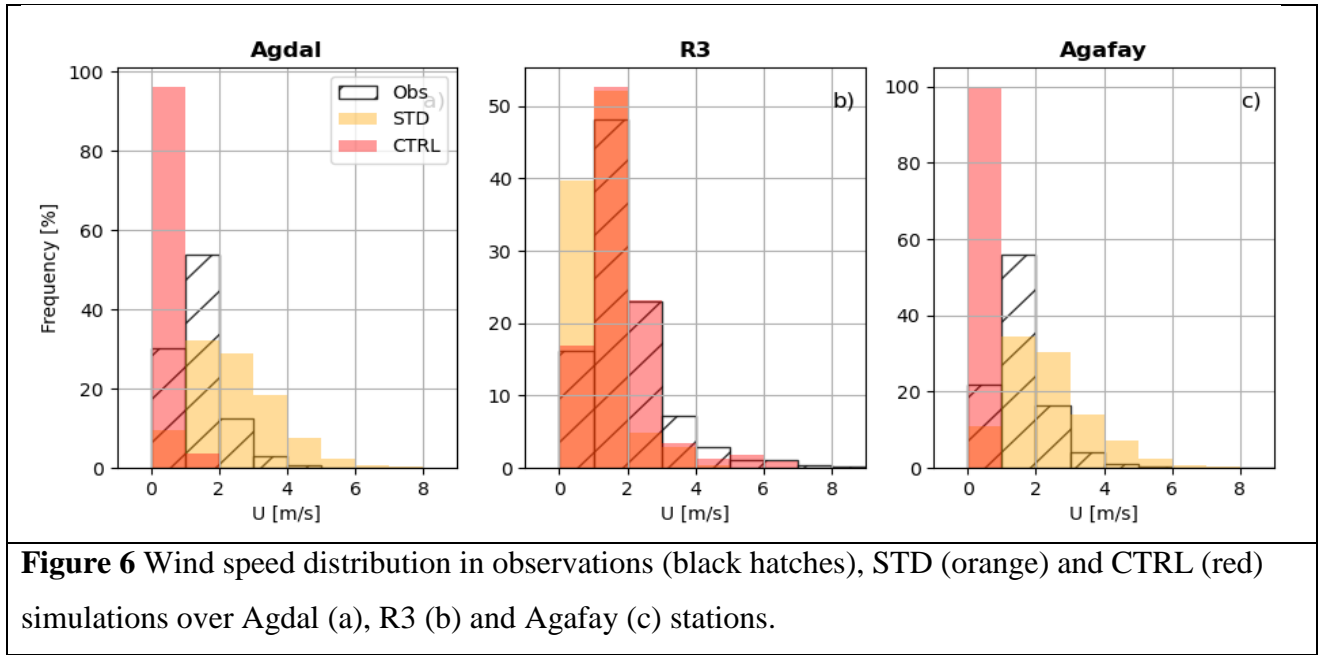 Agdal
R3
Agafay
100
80
60
40
20
0
Frequency [%]
Obs
STD
CTRL
a)
0 2 4 6 8
U [m/s]
50
40
30
20
10
0
b)
0 2 4 6 8
U [m/s]
100
80
60
40
20
0
c)
0 2 4 6 8
U [m/s]
Figure 6 Wind speed distribution in observations (black hatches), STD (orange) and CTRL (red)
simulations over Agdal (a), R3 (b) and Agafay (c) stations.